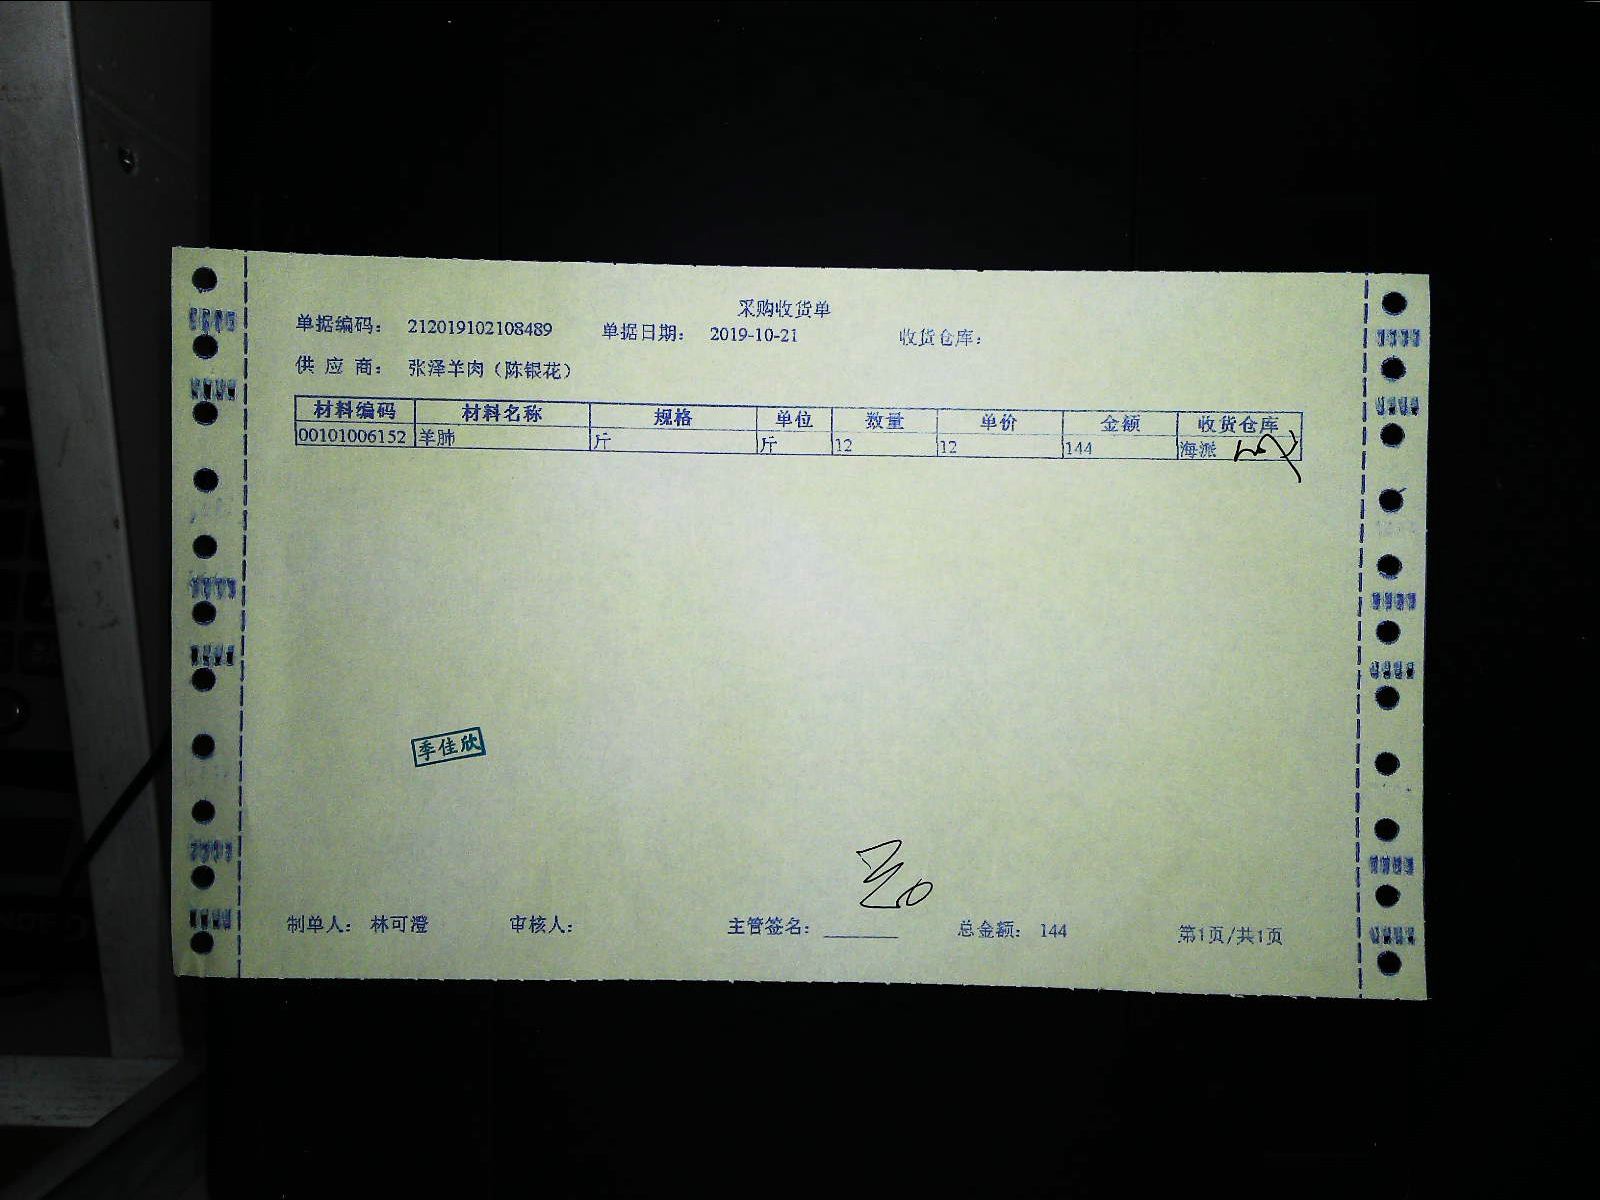 采购收货单
单据编码: 212019102108489 单据日期: 2019-10-21 收货仓库:
供 应 商: 张泽羊肉（陈银花）
材料编码 材料名称 规格 单位 数量 单价 金额 收货仓库
00101006152 羊肺 斤 斤 12 12 144 海派
季佳欣
制单人: 林可澄 审核人: 主管签名: ________ 总金额: 144 第1页/共1页